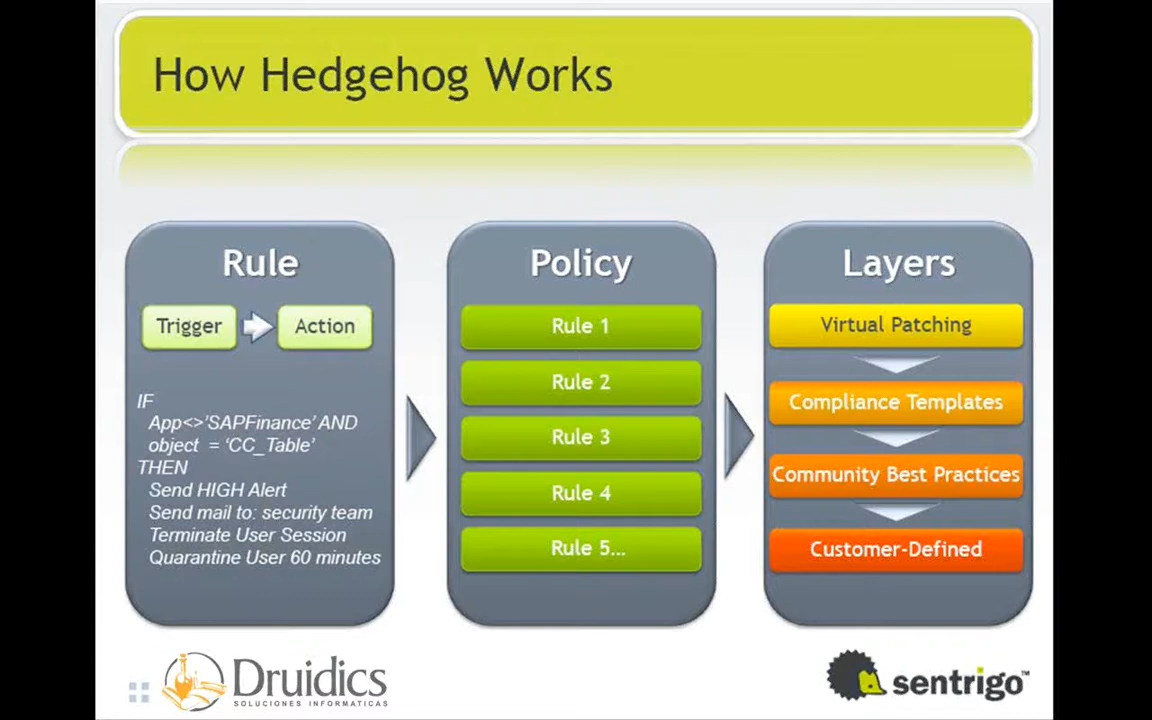 How Hedgehog Works
Rule
Trigger
Action
IF
App<>'SAPFinance' AND
object = 'CC_Table'
THEN
Send HIGH Alert
Send mail to: security team
Terminate User Session
Quarantine User 60 minutes
Policy
Rule 1
Rule 2
Rule 3
Rule 4
Rule 5...
Layers
Virtual Patching
Compliance Templates
Community Best Practices
Customer-Defined
Druidics
SOLUCIONES INFORMATICAS
sentrigo™